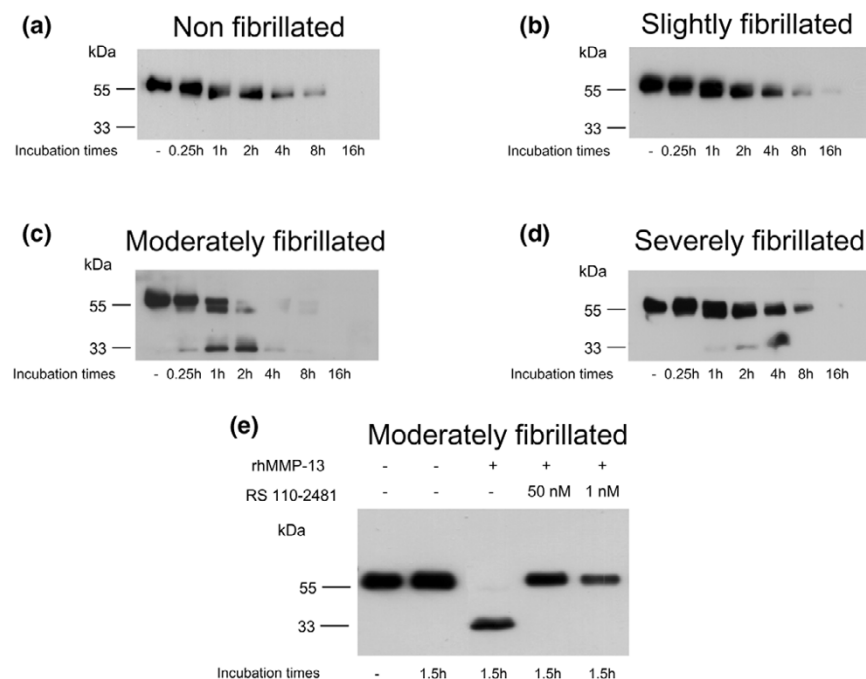 (a)
Non fibrillated
kDa
55
33
Incubation times - 0.25h 1h 2h 4h 8h 16h
(b)
Slightly fibrillated
kDa
55
33
Incubation times - 0.25h 1h 2h 4h 8h 16h
(c)
Moderately fibrillated
kDa
55
33
Incubation times - 0.25h 1h 2h 4h 8h 16h
(d)
Severely fibrillated
kDa
55
33
Incubation times - 0.25h 1h 2h 4h 8h 16h
(e)
Moderately fibrillated
rhMMP-13 - - + + +
RS 110-2481 - - - 50 nM 1 nM
kDa
55
33
Incubation times - 1.5h 1.5h 1.5h 1.5h